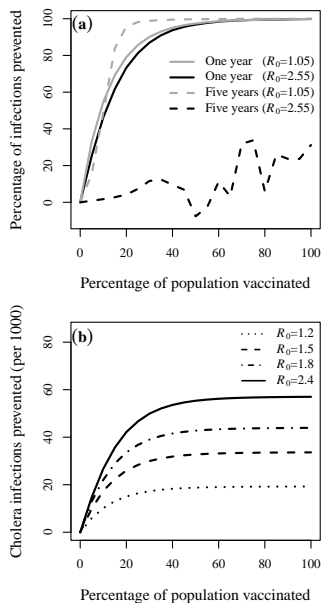 (a)
Percentage of infections prevented
100
80
60
40
20
0
One year (R0=1.05)
One year (R0=2.55)
Five years (R0=1.05)
Five years (R0=2.55)
0 20 40 60 80 100
Percentage of population vaccinated
(b)
Cholera infections prevented (per 1000)
80
60
40
20
0
R0=1.2
R0=1.5
R0=1.8
R0=2.4
0 20 40 60 80 100
Percentage of population vaccinated